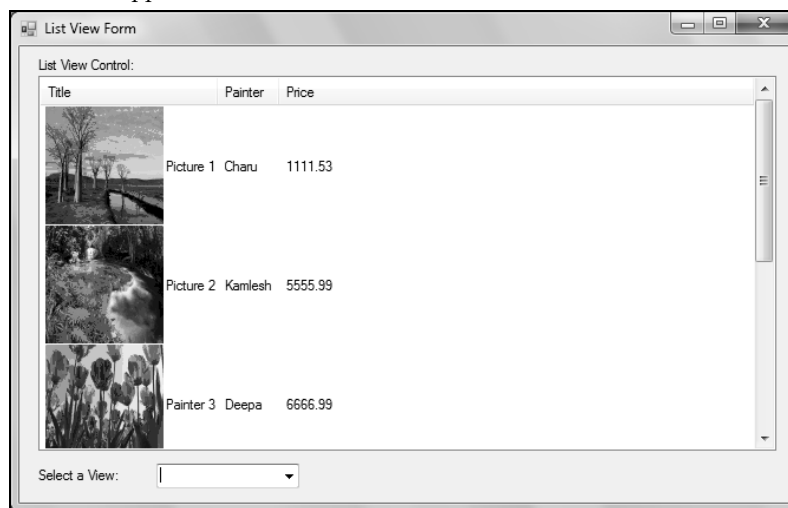 List View Form
List View Control:
Title Painter Price
Picture 1 Charu 1111.53
Picture 2 Kamlesh 5555.99
Painter 3 Deepa 6666.99
Select a View: